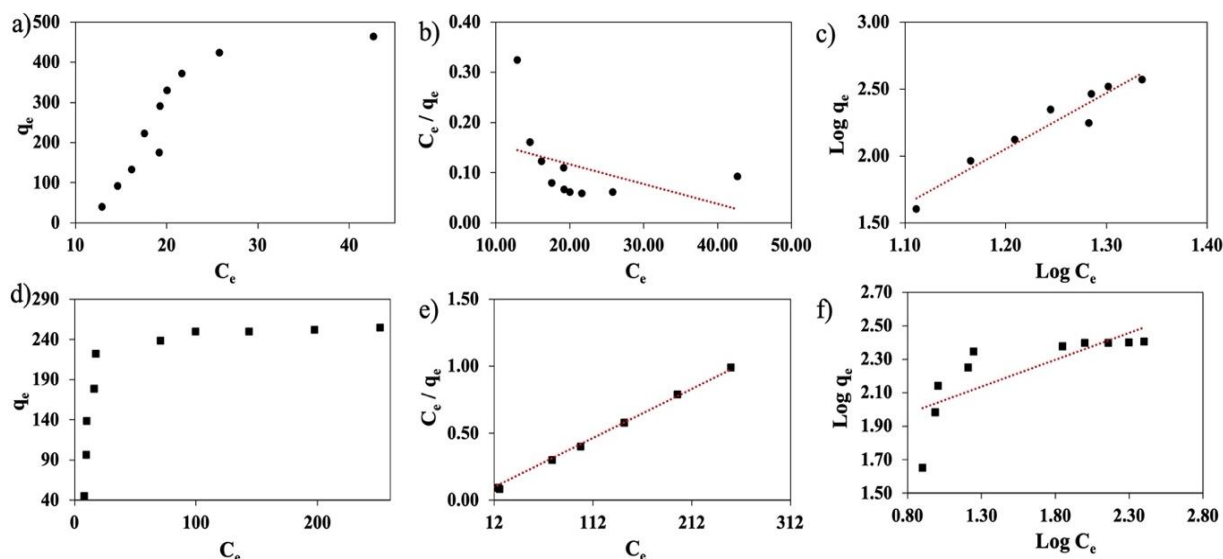 a)
500
400
300
200
100
0
qe
10 20 30 40
Ce
b)
0.40
0.30
0.20
0.10
0.00
Ce / qe
10.00 20.00 30.00 40.00 50.00
Ce
c)
3.00
2.50
2.00
1.50
Log qe
1.10 1.20 1.30 1.40
Log Ce
d)
290
240
190
140
90
40
qe
0 100 200
Ce
e)
1.50
1.00
0.50
0.00
Ce / qe
12 112 212 312
Ce
f)
2.70
2.50
2.30
2.10
1.90
1.70
1.50
Log qe
0.80 1.30 1.80 2.30 2.80
Log Ce